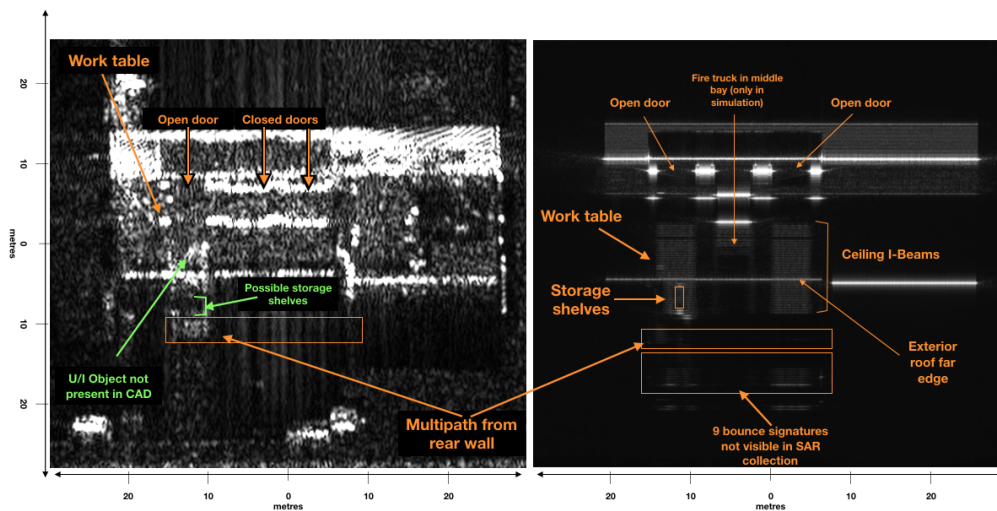 Work table
Open door
Closed doors
Possible storage
shelves
U/I Object not
present in CAD
Multipath from
rear wall
20
10
0
10
20
metres
20
10
0
10
20
metres
Fire truck in middle
bay (only in
simulation)
Open door
Open door
Work table
Ceiling I-Beams
Storage
shelves
Exterior
roof far
edge
9 bounce signatures
not visible in SAR
collection
20
10
0
10
20
metres